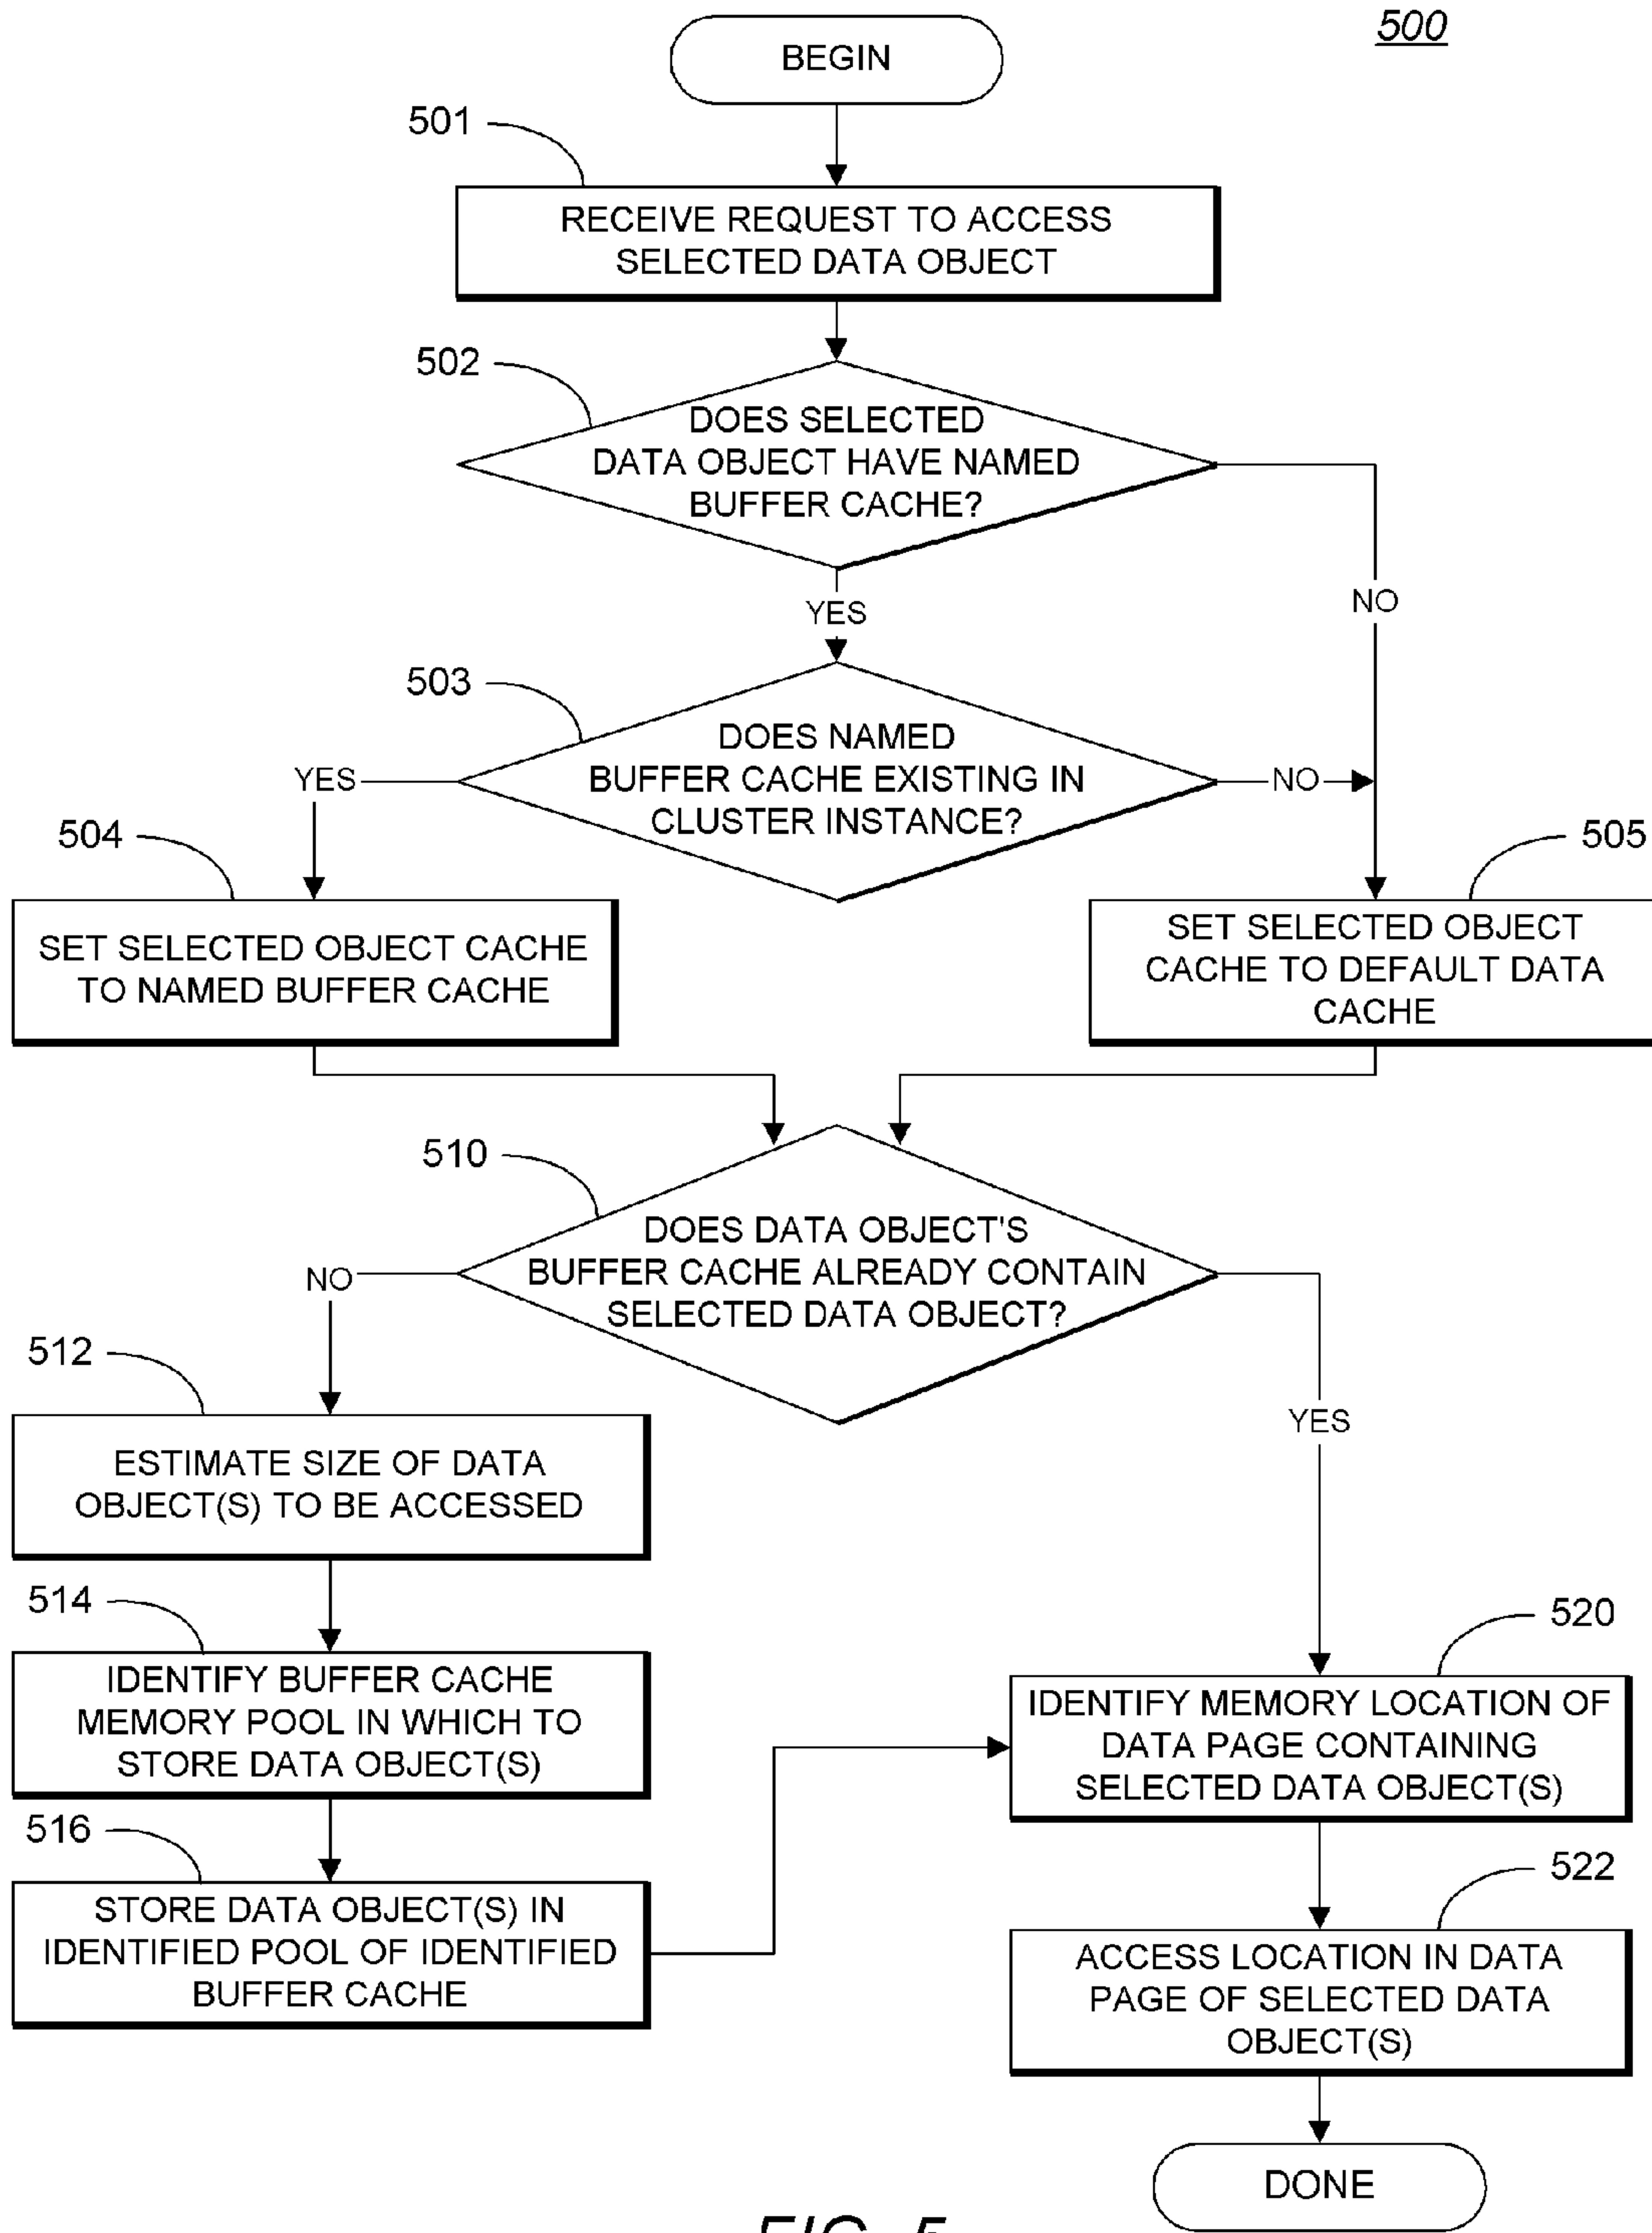 500
BEGIN
501
RECEIVE REQUEST TO ACCESS
SELECTED DATA OBJECT
502
DOES SELECTED
DATA OBJECT HAVE NAMED
BUFFER CACHE?
NO
YES
503
DOES NAMED
BUFFER CACHE EXISTING IN
CLUSTER INSTANCE?
YES
NO
504
505
SET SELECTED OBJECT CACHE
TO NAMED BUFFER CACHE
SET SELECTED OBJECT
CACHE TO DEFAULT DATA
CACHE
510
DOES DATA OBJECT'S
BUFFER CACHE ALREADY CONTAIN
SELECTED DATA OBJECT?
NO
YES
512
ESTIMATE SIZE OF DATA
OBJECT(S) TO BE ACCESSED
514
IDENTIFY BUFFER CACHE
MEMORY POOL IN WHICH TO
STORE DATA OBJECT(S)
516
STORE DATA OBJECT(S) IN
IDENTIFIED POOL OF IDENTIFIED
BUFFER CACHE
520
IDENTIFY MEMORY LOCATION OF
DATA PAGE CONTAINING
SELECTED DATA OBJECT(S)
522
ACCESS LOCATION IN DATA
PAGE OF SELECTED DATA
OBJECT(S)
DONE
FIG. 5